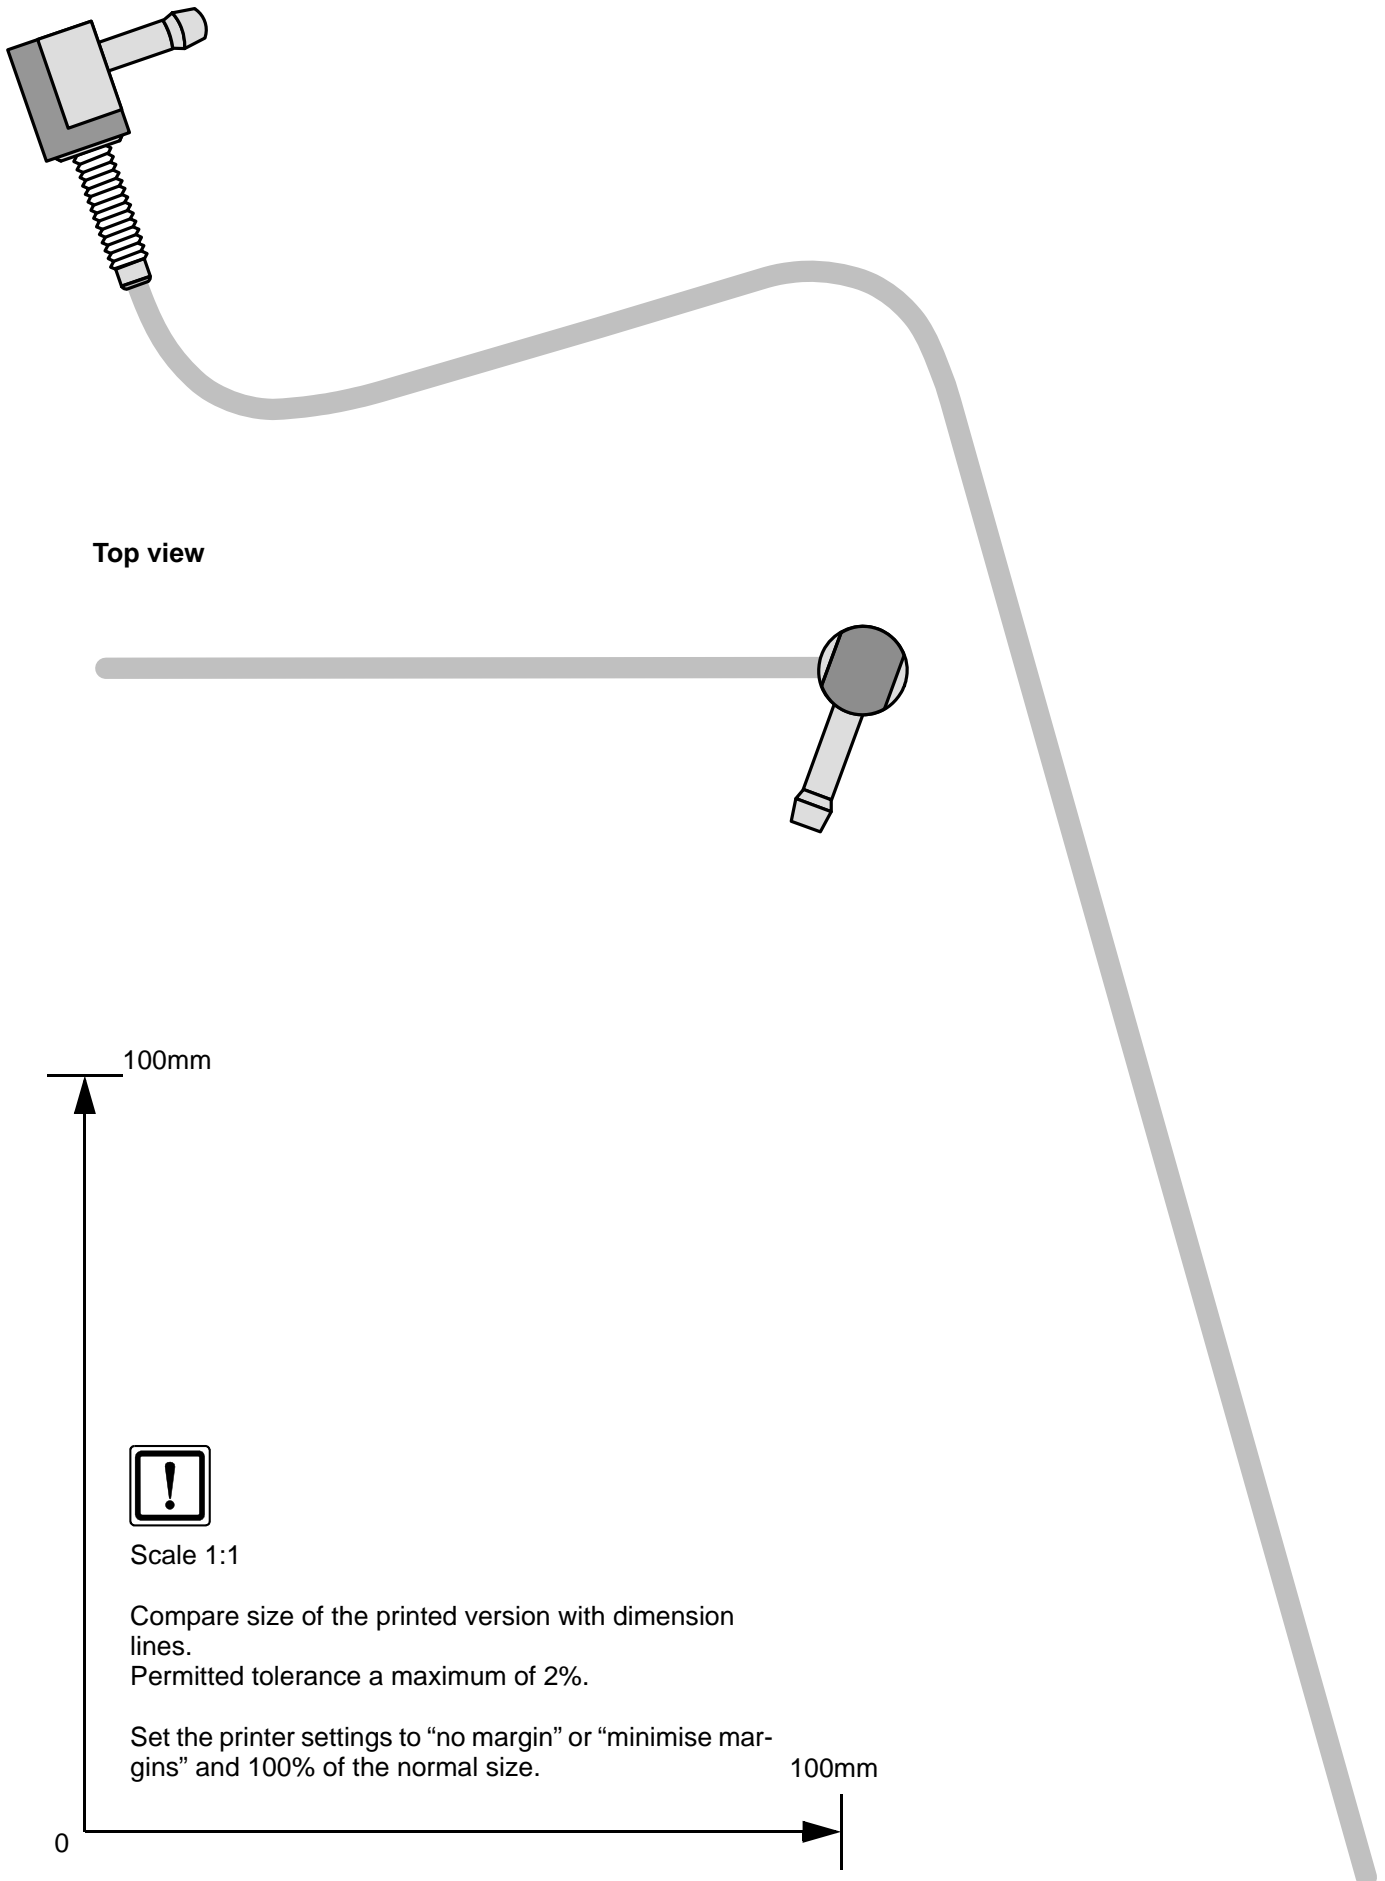 Top view
100mm
Scale 1:1
Compare size of the printed version with dimension
lines.
Permitted tolerance a maximum of 2%.
Set the printer settings to “no margin” or “minimise mar-
gins” and 100% of the normal size.
100mm
0